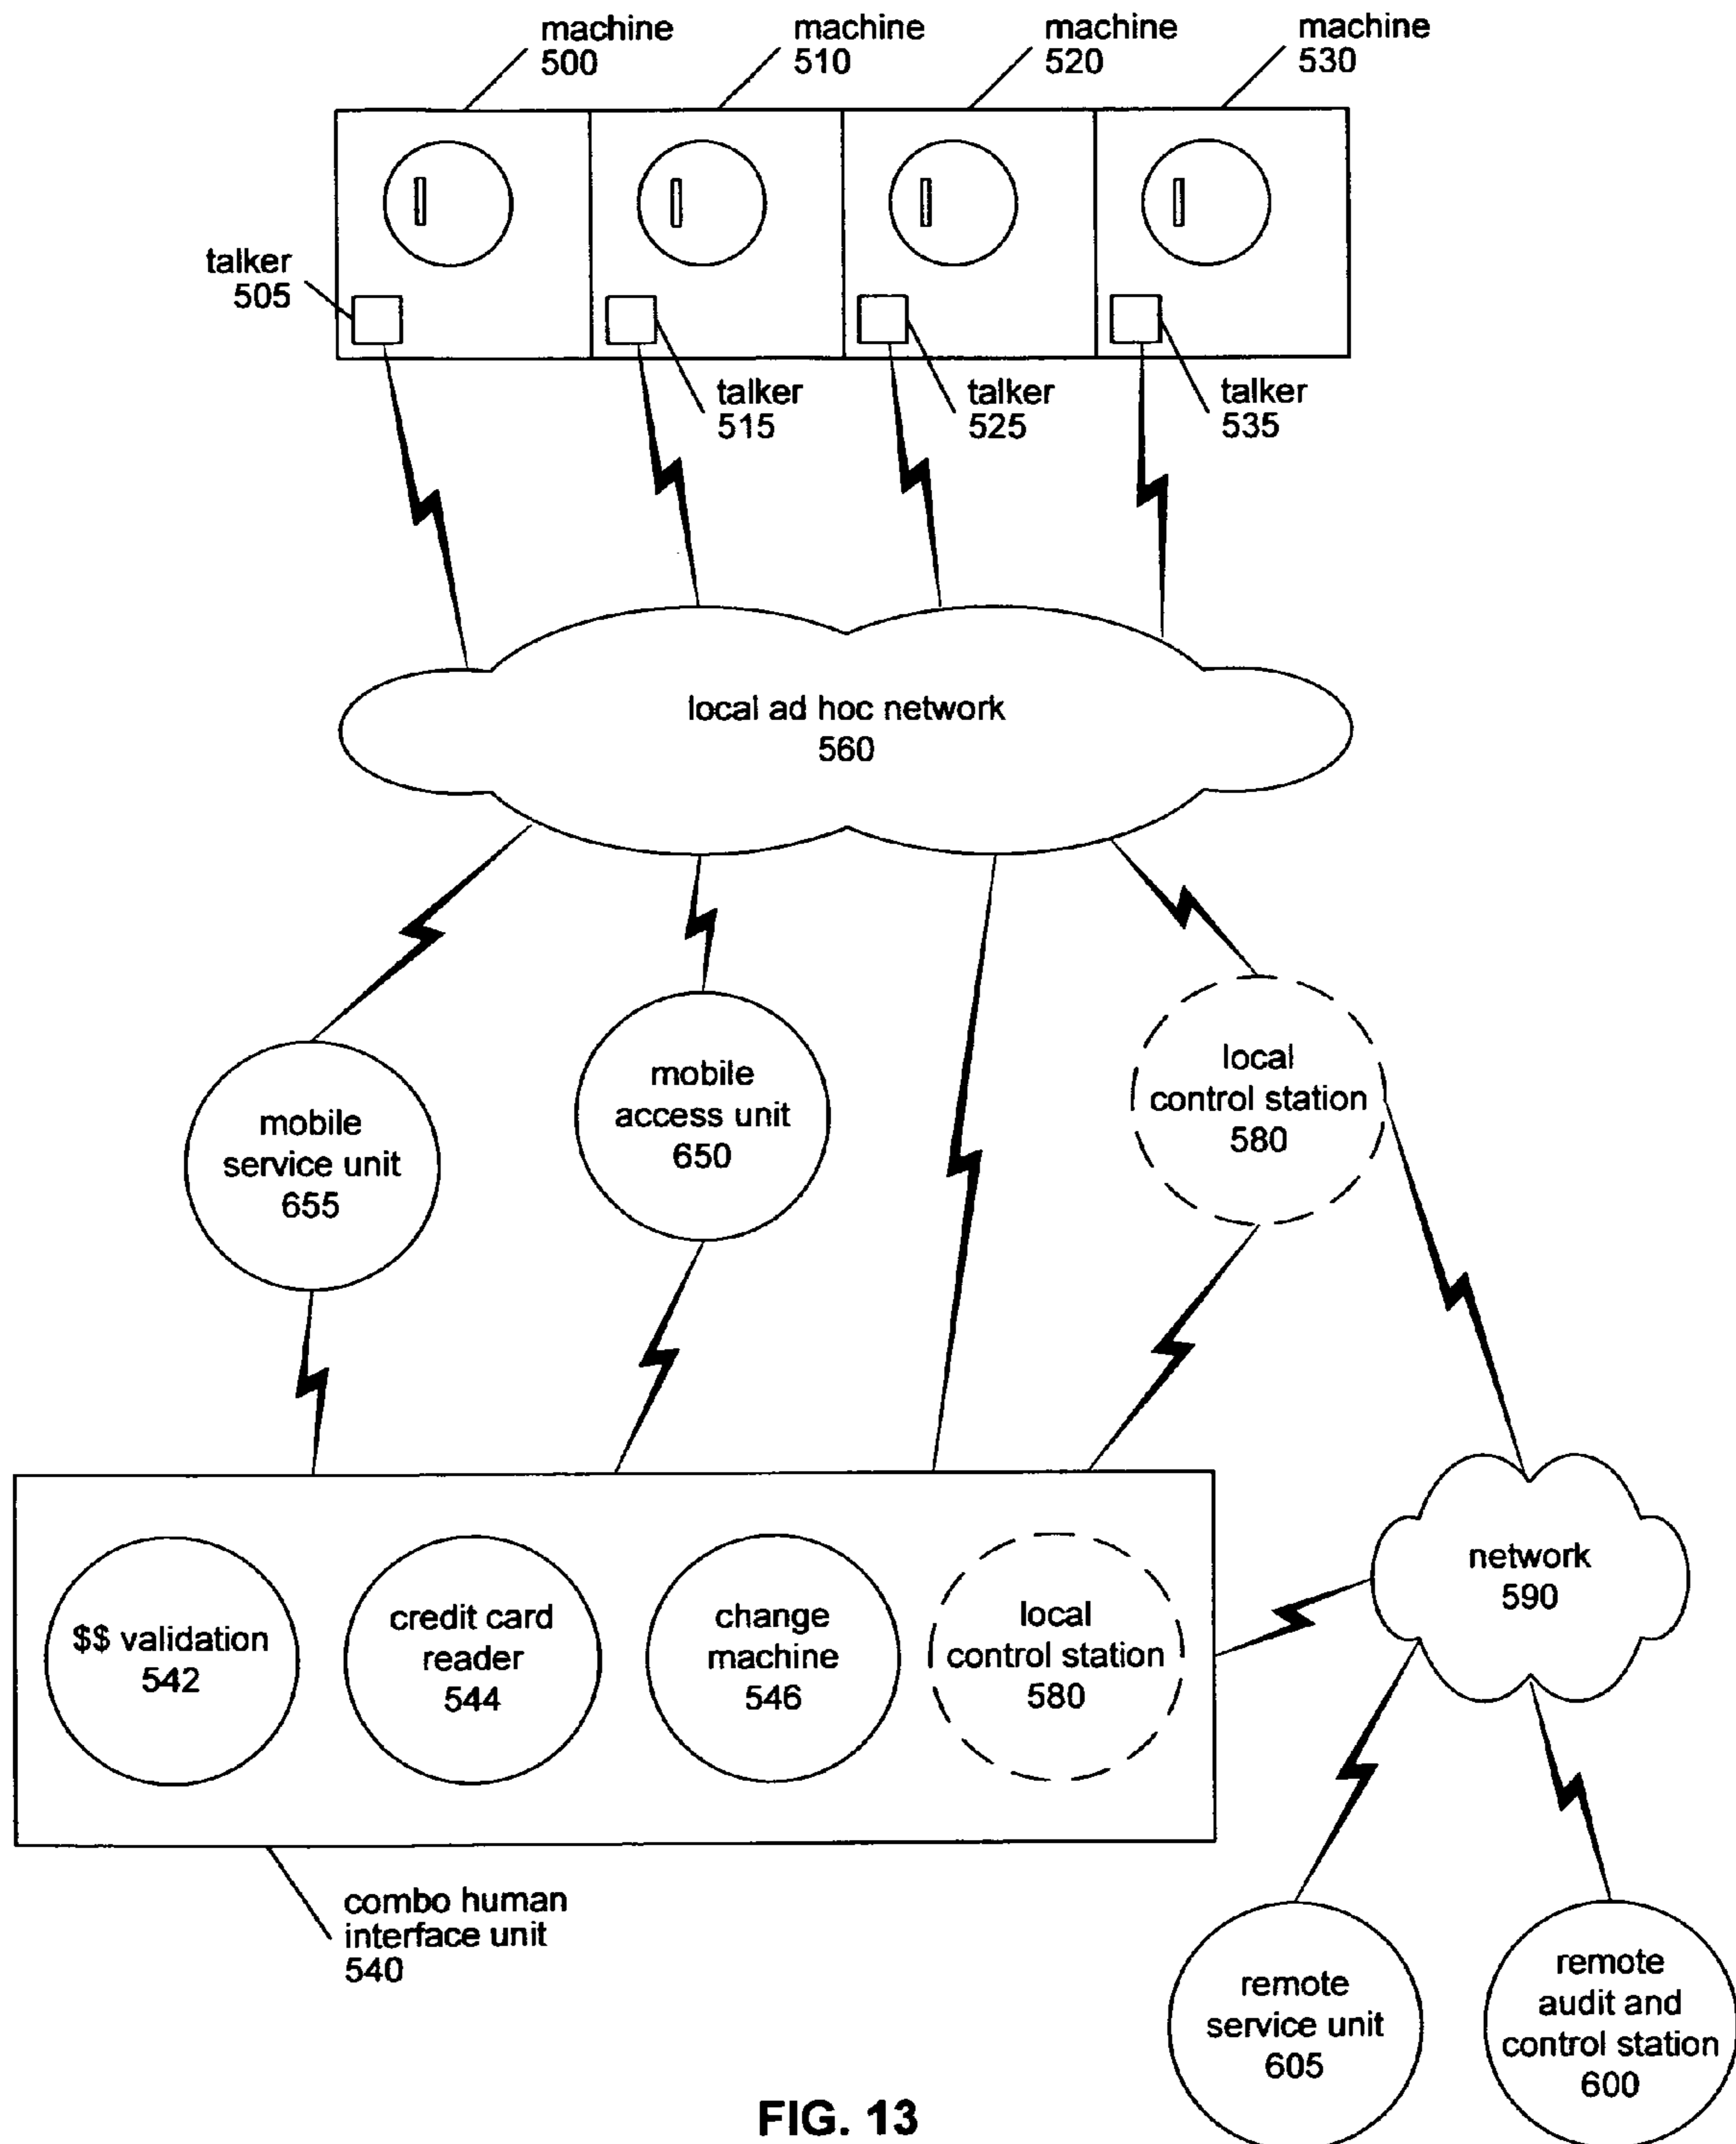 machine
500
machine
510
machine
520
machine
530
talker
505
talker
515
talker
525
talker
535
local ad hoc network
560
mobile
service unit
655
mobile
access unit
650
local
control station
580
$$ validation
542
credit card
reader
544
change
machine
546
local
control station
580
network
590
combo human
interface unit
540
remote
service unit
605
remote
audit and
control station
600
FIG. 13